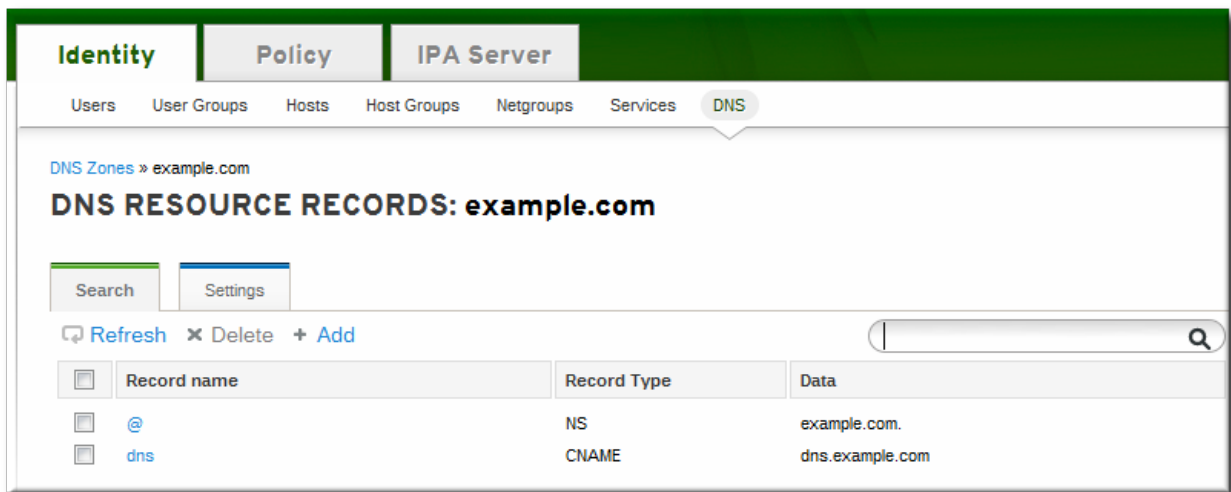 Identity Policy IPA Server
Users User Groups Hosts Host Groups Netgroups Services DNS
DNS Zones » example.com
DNS RESOURCE RECORDS: example.com
Search Settings
Refresh Delete + Add
Record name Record Type Data
@ NS example.com.
dns CNAME dns.example.com